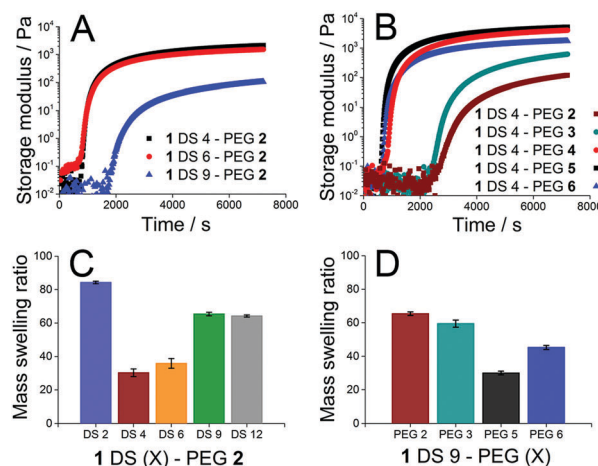 A
Storage modulus / Pa
10⁴
10³
10²
10¹
10⁰
10⁻¹
10⁻²
1 DS 4 - PEG 2
1 DS 6 - PEG 2
1 DS 9 - PEG 2
0 2000 4000 6000 8000
Time / s
B
Storage modulus / Pa
10⁴
10³
10²
10¹
10⁰
10⁻¹
10⁻²
1 DS 4 - PEG 2
1 DS 4 - PEG 3
1 DS 4 - PEG 4
1 DS 4 - PEG 5
1 DS 4 - PEG 6
0 2000 4000 6000 8000
Time / s
C
Mass swelling ratio
100
80
60
40
20
0
DS 2 DS 4 DS 6 DS 9 DS 12
1 DS (X) - PEG 2
D
Mass swelling ratio
100
80
60
40
20
0
PEG 2 PEG 3 PEG 5 PEG 6
1 DS 9 - PEG (X)